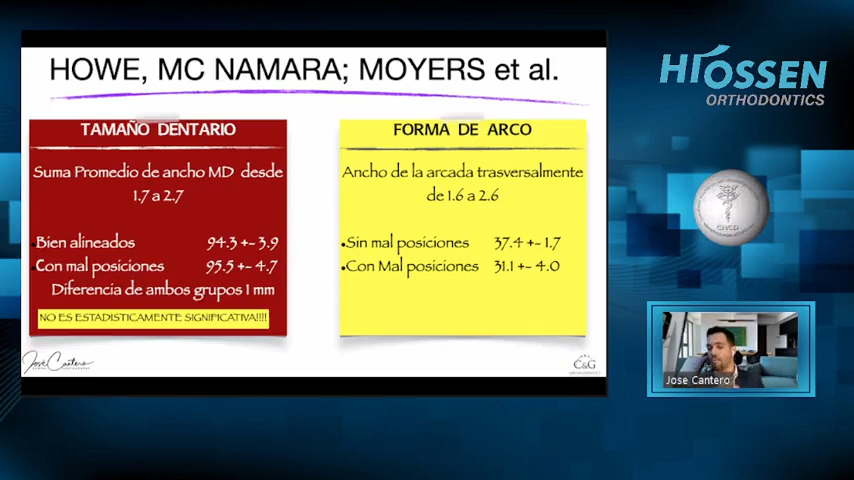 HOWE, MC NAMARA; MOYERS et al.
TAMAÑO DENTARIO
Suma Promedio de ancho MD desde
1.7 a 2.7
•Bien alineados 94.3 +- 3.9
•Con mal posiciones 95.5 +- 4.7
Diferencia de ambos grupos 1 mm
NO ES ESTADISTICAMENTE SIGNIFICATIVA!!!!
FORMA DE ARCO
Ancho de la arcada trasversalmente
de 1.6 a 2.6
•Sin mal posiciones 37.4 +- 1.7
•Con Mal posiciones 31.1 +- 4.0
José Cantero
C&G
HIOSSEN
ORTHODONTICS
CHCD
Jose Cantero